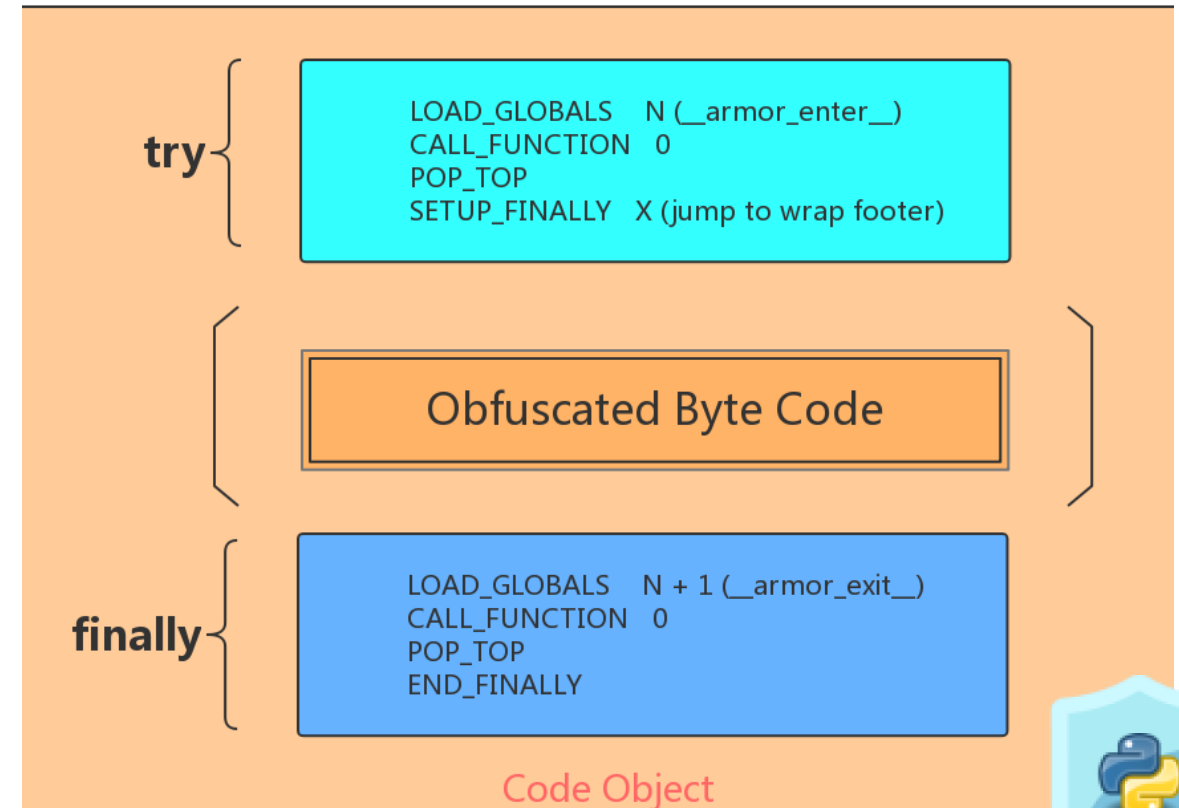 try
LOAD_GLOBALS    N (__armor_enter__)
CALL_FUNCTION   0
POP_TOP
SETUP_FINALLY   X (jump to wrap footer)
Obfuscated Byte Code
finally
LOAD_GLOBALS    N + 1 (__armor_exit__)
CALL_FUNCTION   0
POP_TOP
END_FINALLY
Code Object